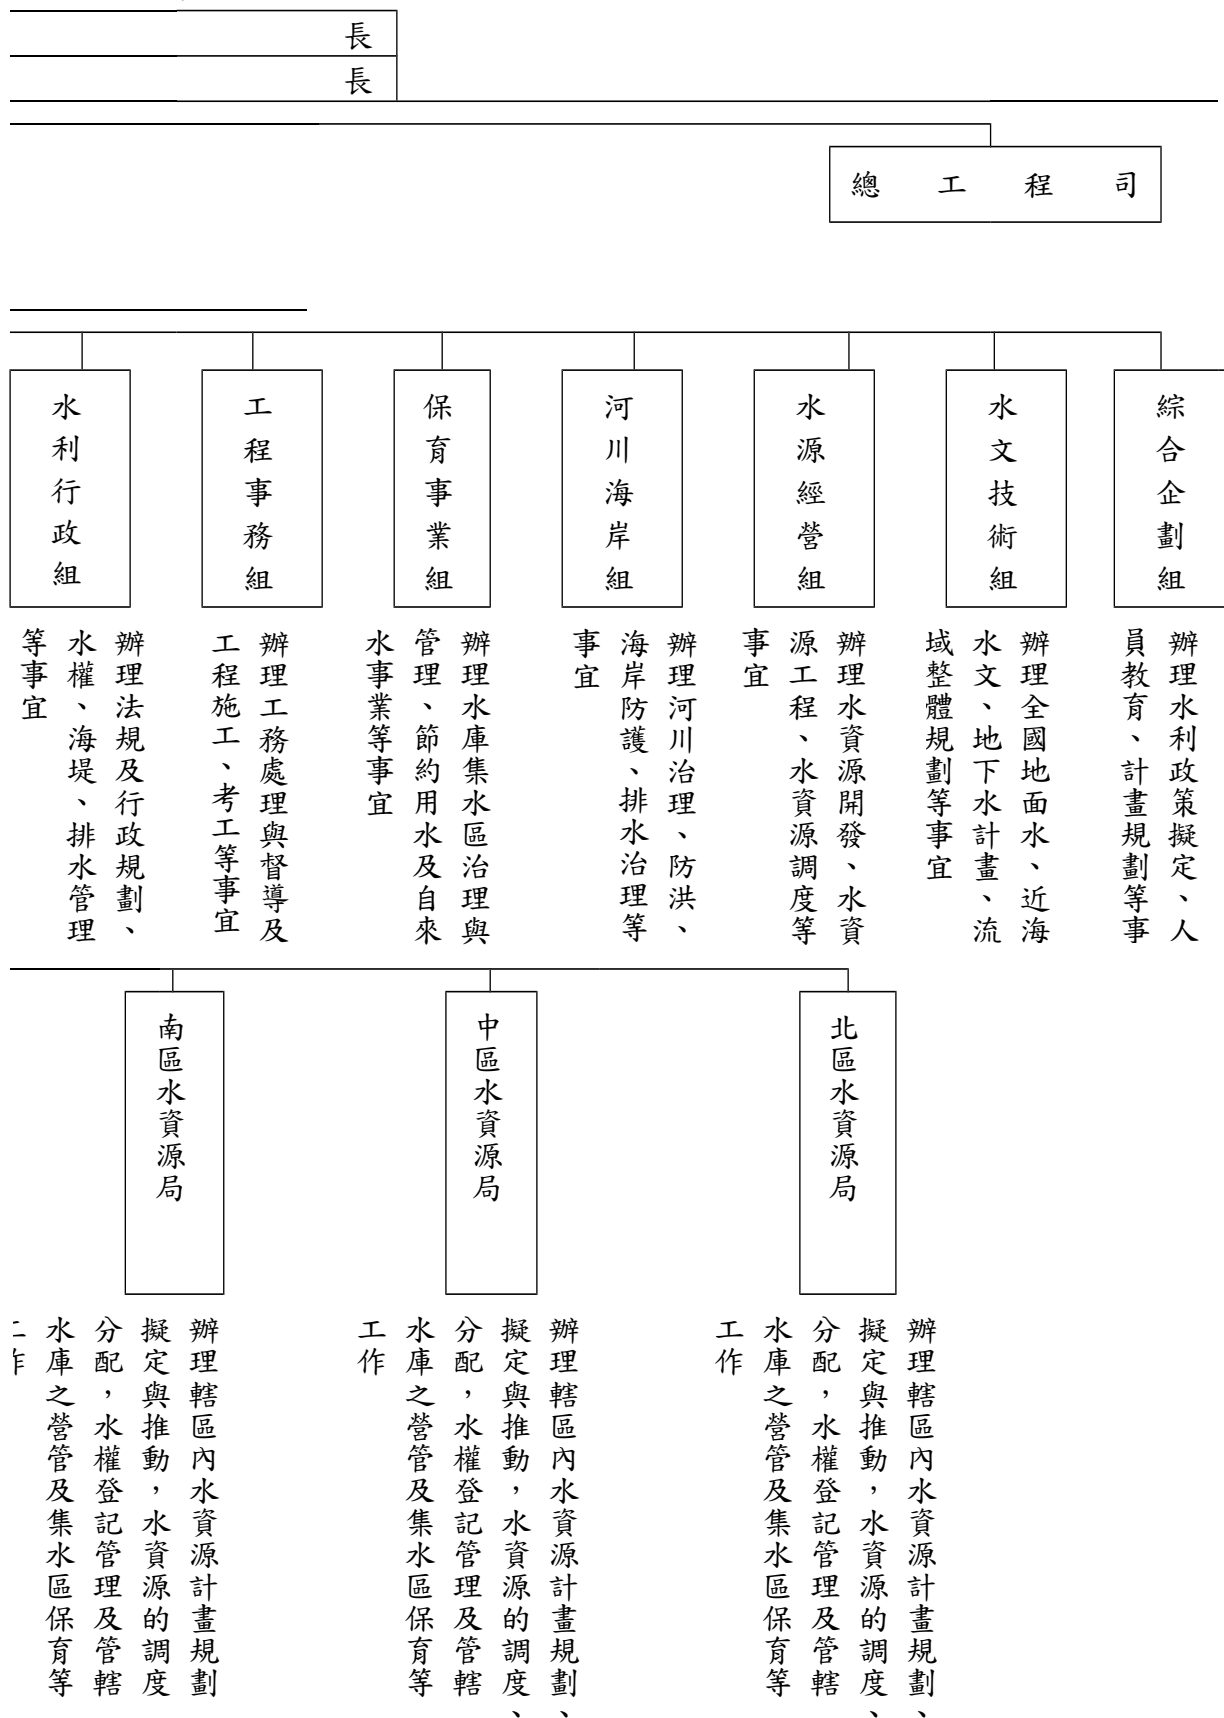 長
長
總工程司
綜合企劃組
水文技術組
水源經營組
河川海岸組
保育事業組
工程事務組
水利行政組
辦理水利政策擬定、人
員教育、計畫規劃等事
辦理全國地面水、近海
水文、地下水計畫、流
域整體規劃等事宜
辦理水資源開發、水資
源工程、水資源調度等
事宜
辦理河川治理、防洪、
海岸防護、排水治理等
事宜
辦理水庫集水區治理與
管理、節約用水及自來
水事業等事宜
辦理工務處理與督導及
工程施工、考工等事宜
辦理法規及行政規劃、
水權、海堤、排水管理
等事宜
北區水資源局
中區水資源局
南區水資源局
辦理轄區內水資源計畫規劃、
擬定與推動，水資源的調度、
分配，水權登記管理及管轄
水庫之營管及集水區保育等
工作
辦理轄區內水資源計畫規劃、
擬定與推動，水資源的調度、
分配，水權登記管理及管轄
水庫之營管及集水區保育等
工作
辦理轄區內水資源計畫規劃
擬定與推動，水資源的調度
分配，水權登記管理及管轄
水庫之營管及集水區保育等
工作